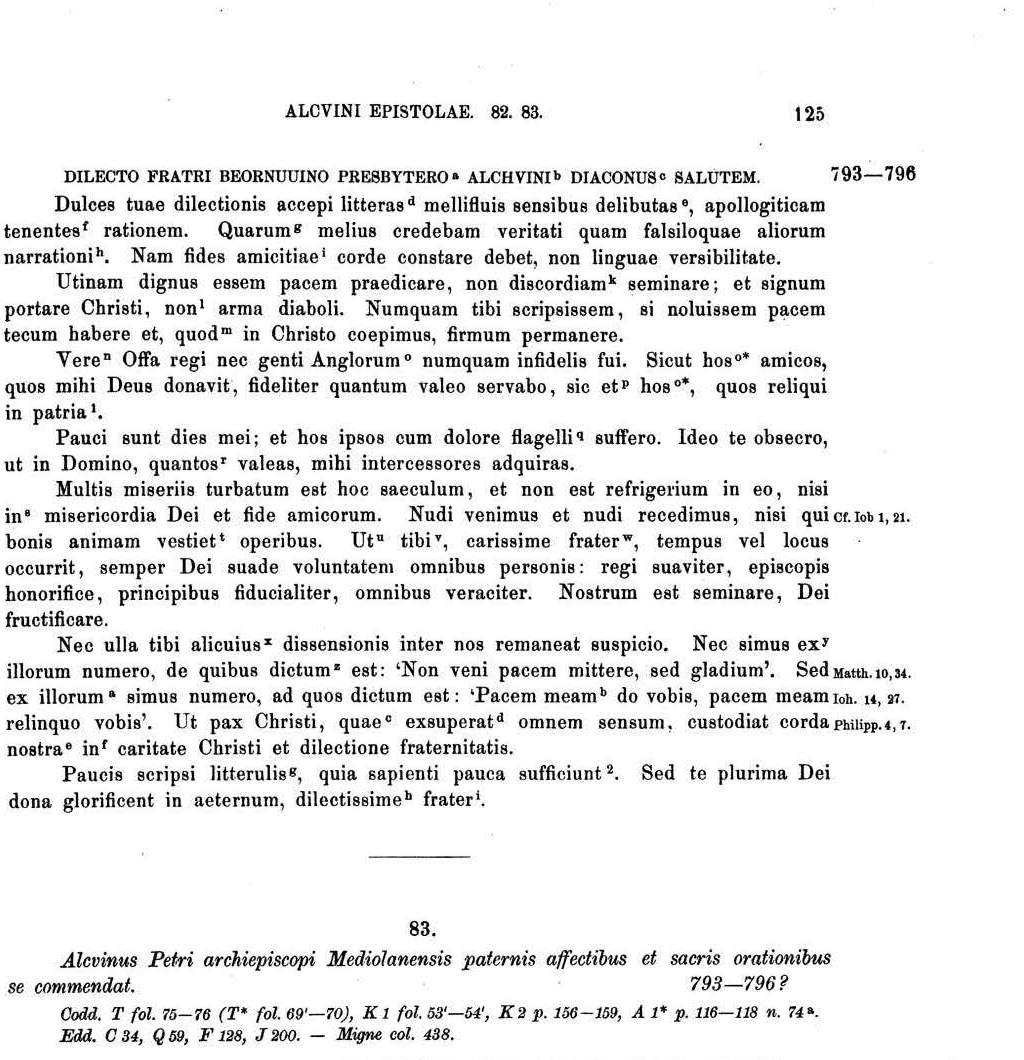 ALCVINI EPISTOLAE. 82. 83. 125
DILECTO FRATRI BEORNUUINO PRESBYTERO ᵃ ALCHVINI ᵇ DIACONUS ᶜ SALUTEM. 793—796
Dulces tuae dilectionis accepi litteras ᵈ mellifluis sensibus delibutas ᵉ, apollogiticam
tenentes ᶠ rationem. Quarum ᵍ melius credebam veritati quam falsiloquae aliorum
narrationi ʰ. Nam fides amicitiae ⁱ corde constare debet, non linguae versibilitate.
Utinam dignus essem pacem praedicare, non discordiam ᵏ seminare; et signum
portare Christi, non ˡ arma diaboli. Numquam tibi scripsissem, si noluissem pacem
tecum habere et, quod ᵐ in Christo coepimus, firmum permanere.
Vere ⁿ Offa regi nec genti Anglorum ᵒ numquam infidelis fui. Sicut hos ᵒ* amicos,
quos mihi Deus donavit, fideliter quantum valeo servabo, sic et ᵖ hos ᵒ*, quos reliqui
in patria ¹.
Pauci sunt dies mei; et hos ipsos cum dolore flagelli ᑫ suffero. Ideo te obsecro,
ut in Domino, quantos ʳ valeas, mihi intercessores adquiras.
Multis miseriis turbatum est hoc saeculum, et non est refrigerium in eo, nisi
in ˢ misericordia Dei et fide amicorum. Nudi venimus et nudi recedimus, nisi qui Cf. Iob 1, 21.
bonis animam vestiet ᵗ operibus. Ut ᵘ tibi ᵛ, carissime frater ʷ, tempus vel locus
occurrit, semper Dei suade voluntatem omnibus personis: regi suaviter, episcopis
honorifice, principibus fiducialiter, omnibus veraciter. Nostrum est seminare, Dei
fructificare.
Nec ulla tibi alicuius ˣ dissensionis inter nos remaneat suspicio. Nec simus ex ʸ
illorum numero, de quibus dictum ᶻ est: ‘Non veni pacem mittere, sed gladium’. Sed Matth. 10, 34.
ex illorum ᵃ simus numero, ad quos dictum est: ‘Pacem meam ᵇ do vobis, pacem meam Ioh. 14, 27.
relinquo vobis’. Ut pax Christi, quae ᶜ exsuperat ᵈ omnem sensum, custodiat corda Philipp. 4, 7.
nostra ᵉ in ᶠ caritate Christi et dilectione fraternitatis.
Paucis scripsi litterulis ᵍ, quia sapienti pauca sufficiunt ². Sed te plurima Dei
dona glorificent in aeternum, dilectissime ʰ frater ⁱ.
83.
Alcvinus Petri archiepiscopi Mediolanensis paternis affectibus et sacris orationibus
se commendat. 793—796?
Codd. T fol. 75—76 (T* fol. 69'—70), K 1 fol. 53'—54', K 2 p. 156—159, A 1* p. 116—118 n. 74 ᵃ.
Edd. C 34, Q 59, F 128, J 200. — Migne col. 438.